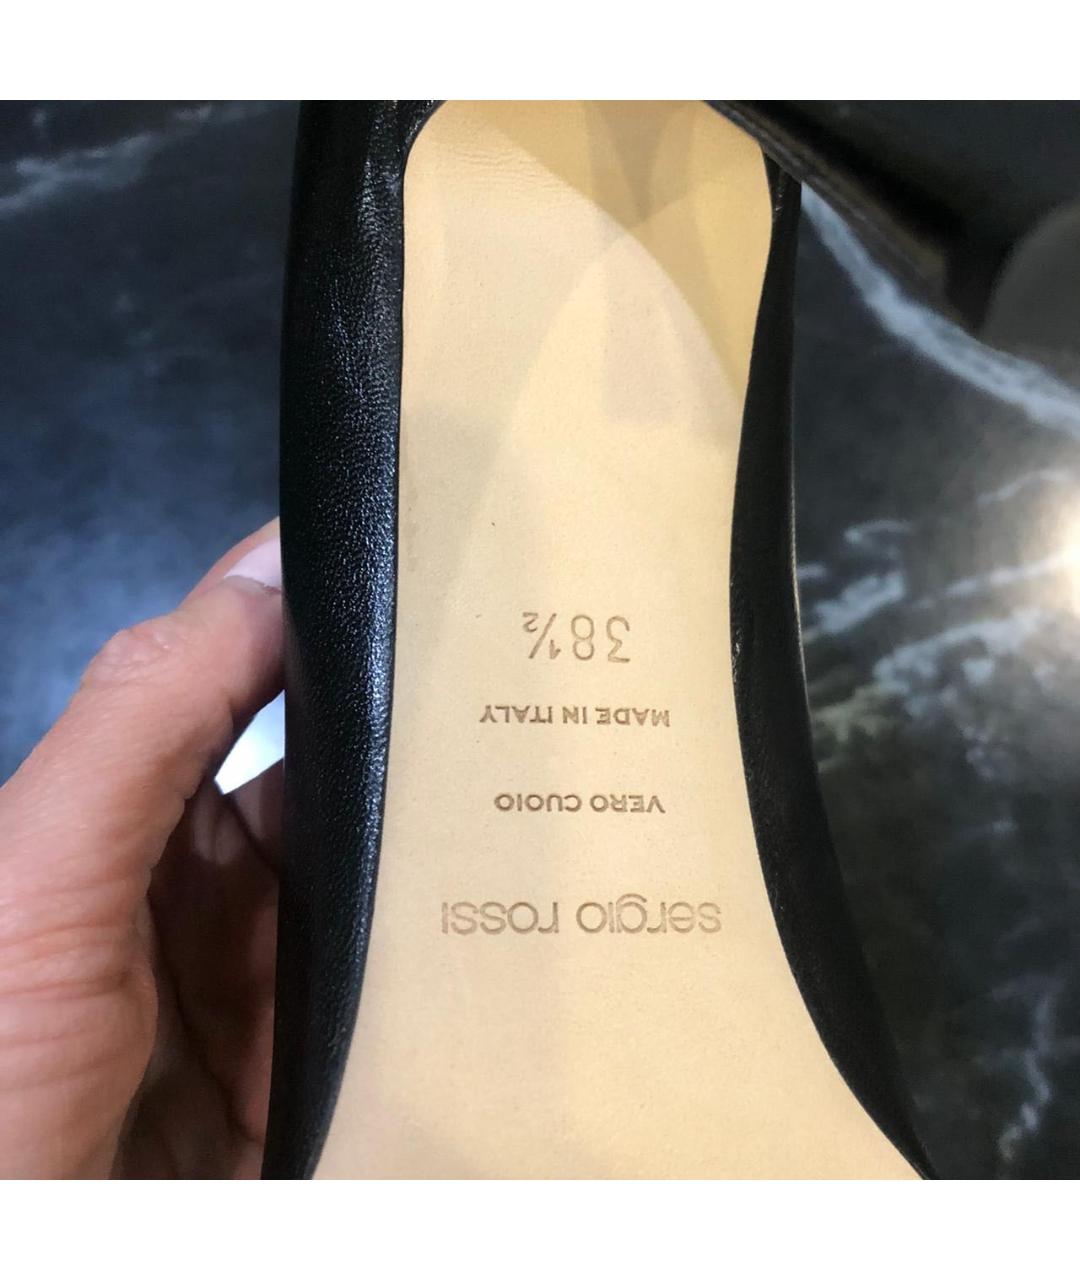 sergio rossi
VERO CUOIO
MADE IN ITALY
38½